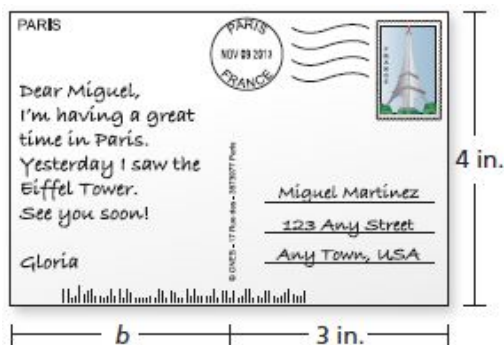 PARIS
PARIS
NOV 09 2013
FRANCE
FRANCE
Dear Miguel,
I'm having a great
time in Paris.
Yesterday I saw the
Eiffel Tower.
See you soon!
Gloria
Miguel Martinez
123 Any Street
Any Town, USA
4 in.
b
3 in.